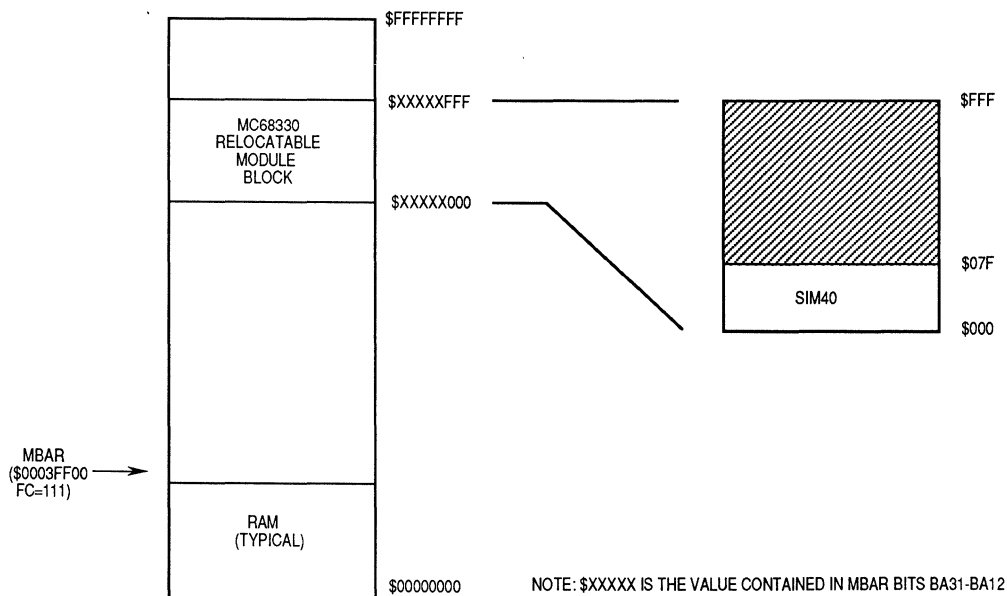 $FFFFFFFF
$XXXXXFFF
MC68330
RELOCATABLE
MODULE
BLOCK
$XXXXX000
$FFF
$07F
SIM40
$000
MBAR
($0003FF00
FC=111)
RAM
(TYPICAL)
$00000000
NOTE: $XXXXX IS THE VALUE CONTAINED IN MBAR BITS BA31-BA12